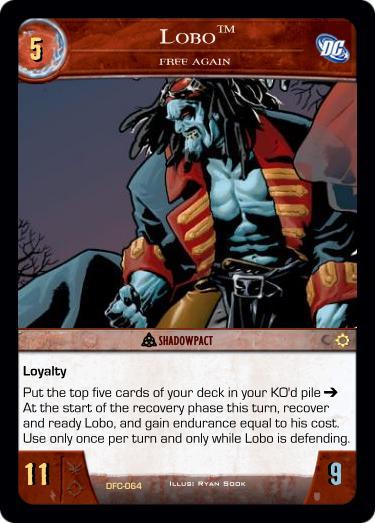 5
LOBO™
DC
FREE AGAIN
SHADOWPACT
Loyalty
Put the top five cards of your deck in your KO'd pile ➔
At the start of the recovery phase this turn, recover
and ready Lobo, and gain endurance equal to his cost.
Use only once per turn and only while Lobo is defending.
11
DFC-064
ILLUS: RYAN SOOK
9